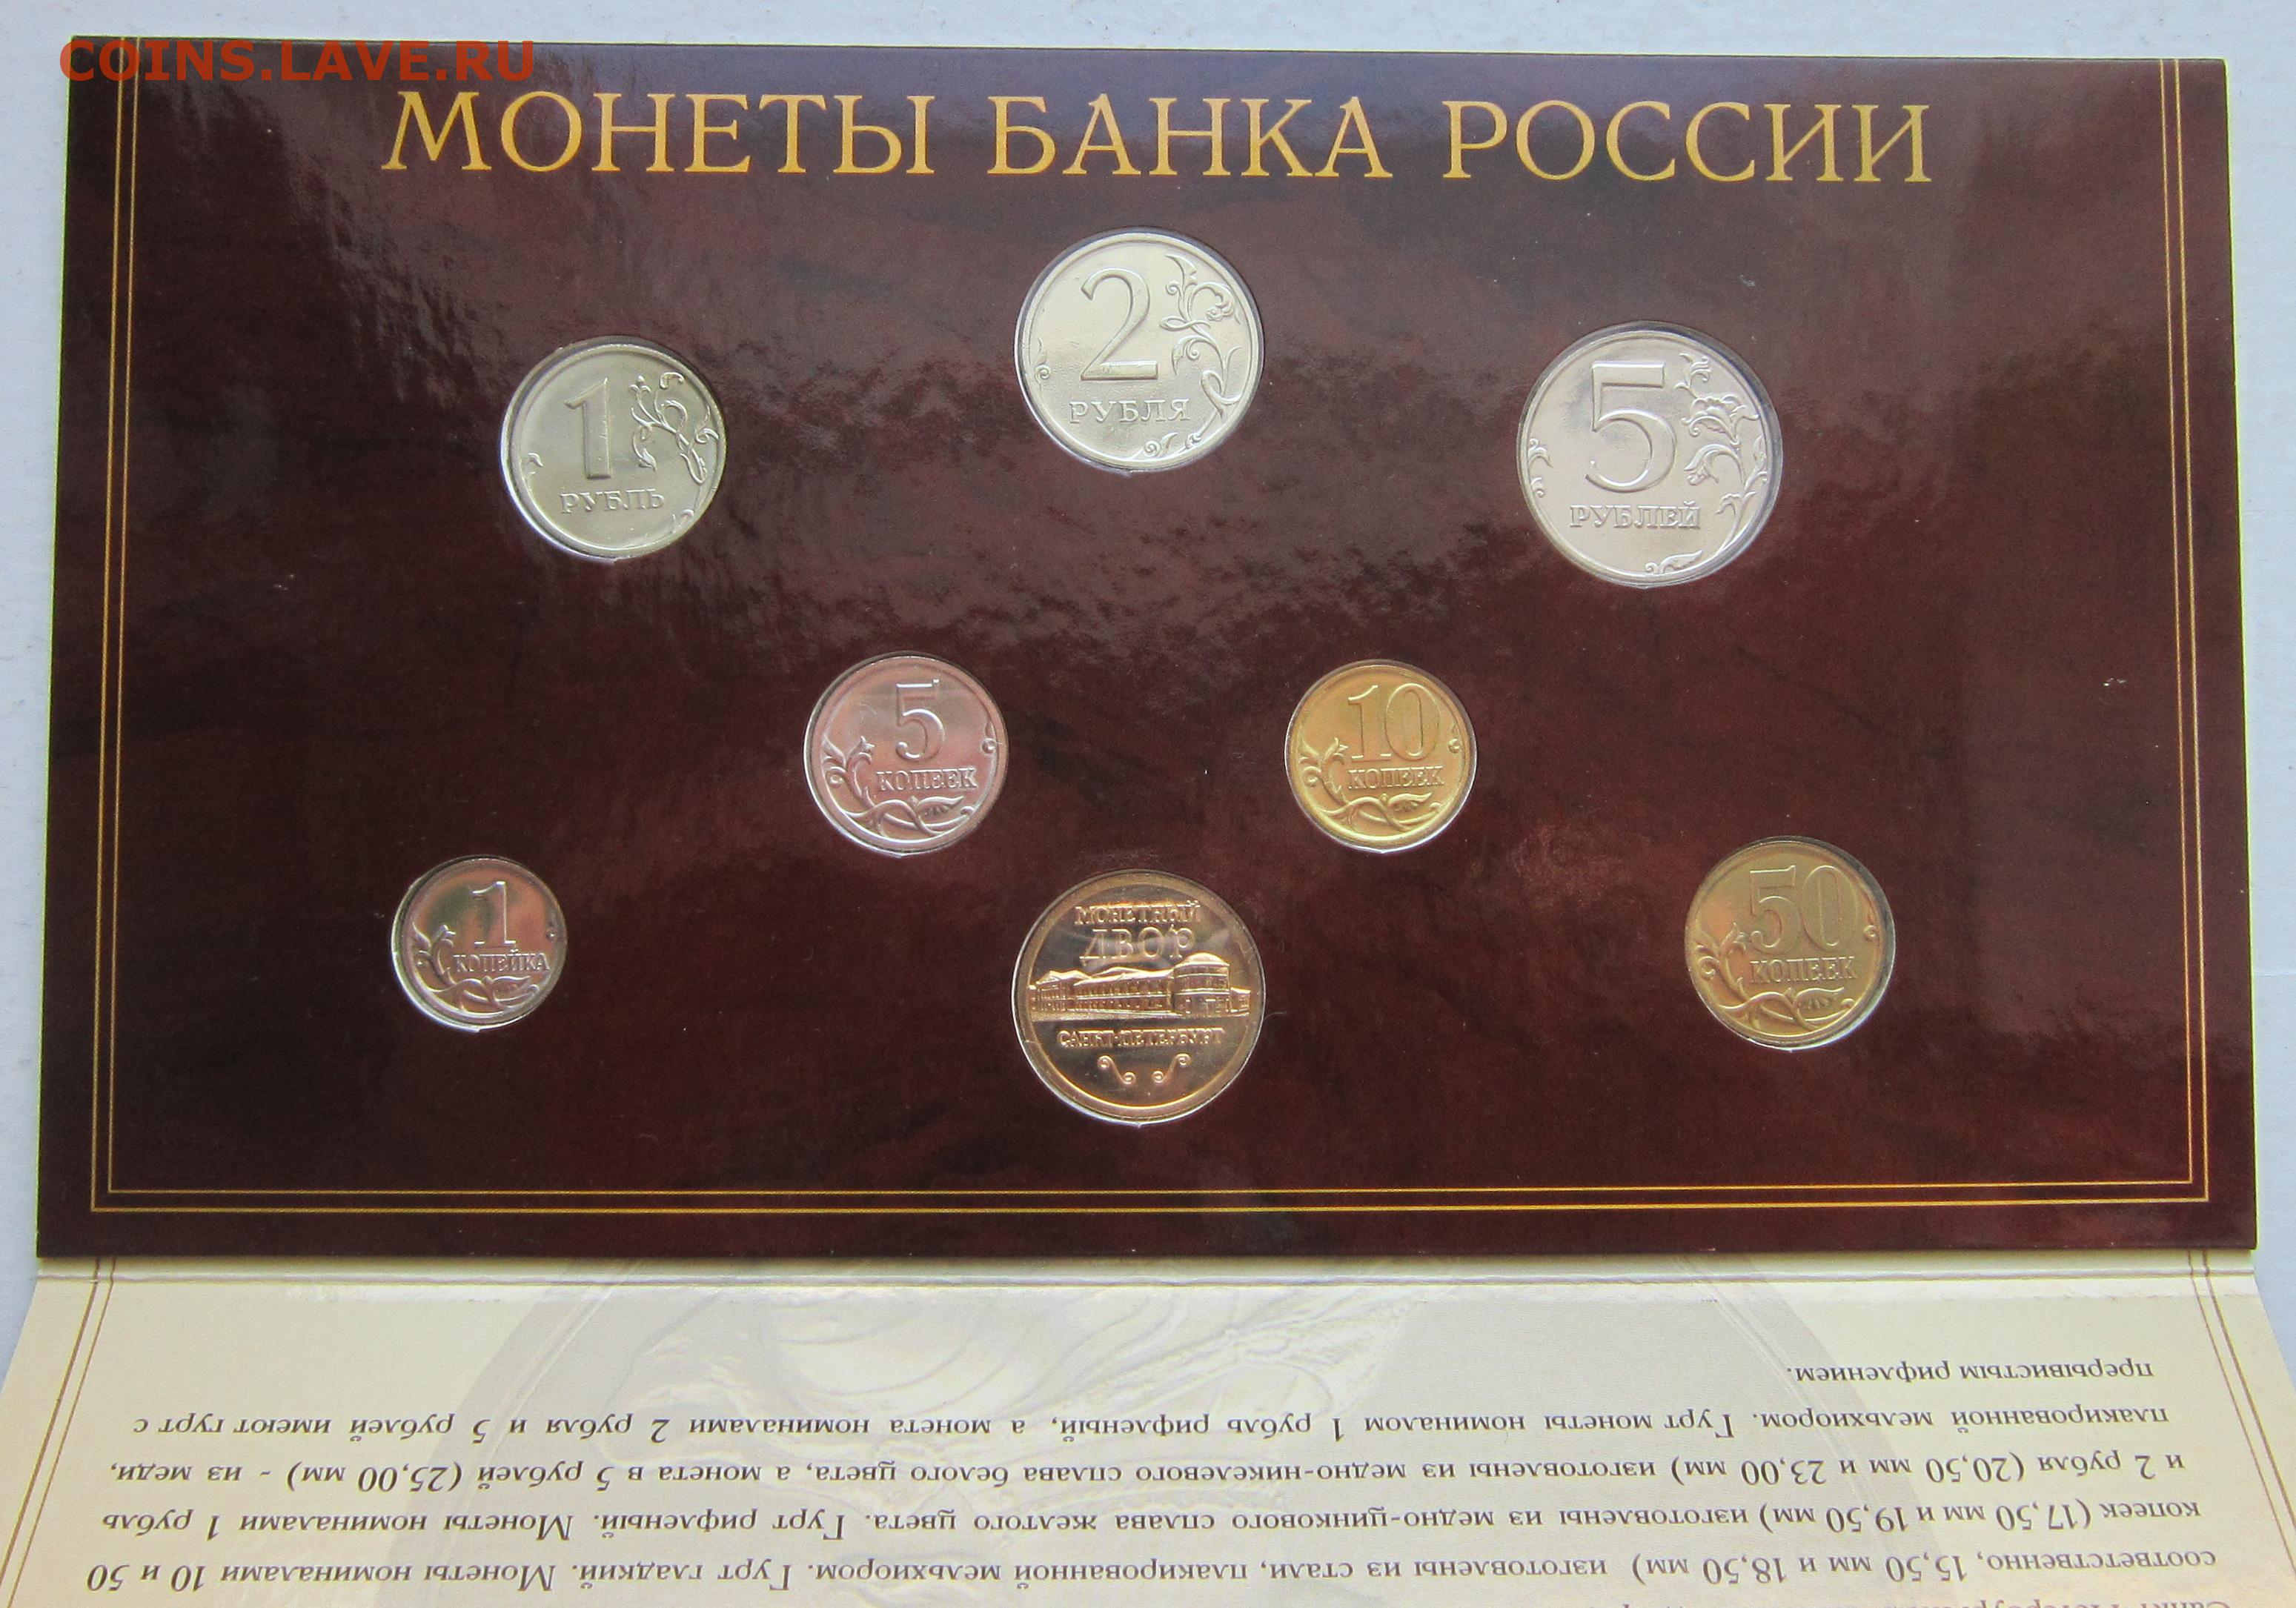 COINS.LAVE.RU
МОНЕТЫ БАНКА РОССИИ
2
РУБЛЯ
1
РУБЛЬ
5
РУБЛЕЙ
5
КОПЕЕК
10
КОПЕЕК
1
КОПЕЙКА
МОНЕТНЫЙ
ДВОР
САНКТ-ПЕТЕРБУРГ
50
КОПЕЕК
соответственно, 15,50 мм и 18,50 мм) изготовлены из стали, плакированной мельхиором. Гурт гладкий. Монеты номиналами 10 и 50
копеек (17,50 мм и 19,50 мм) изготовлены из медно-цинкового сплава желтого цвета. Гурт рифленый. Монеты номиналами 1 рубль
и 2 рубля (20,50 мм и 23,00 мм) изготовлены из медно-никелевого сплава белого цвета, а монета в 5 рублей (25,00 мм) - из меди,
плакированной мельхиором. Гурт монеты номиналом 1 рубль рифленый, а монета номиналами 2 рубля и 5 рублей имеют гурт с
прерывистым рифлением.